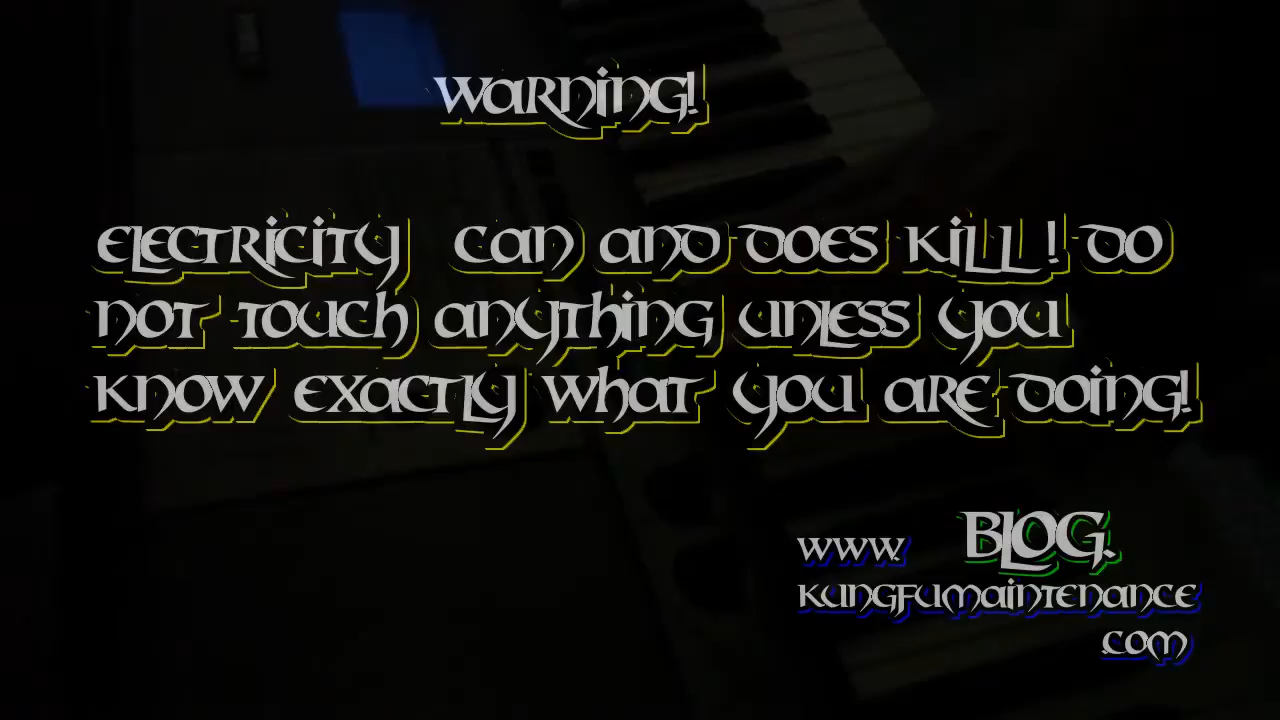 WARNING!
ELECTRICITY CAN AND DOES KILL ! DO
NOT TOUCH ANYTHING UNLESS YOU
KNOW EXACTLY WHAT YOU ARE DOING!
www. BLOG.
KUNGFUMAINTENANCE
.COM